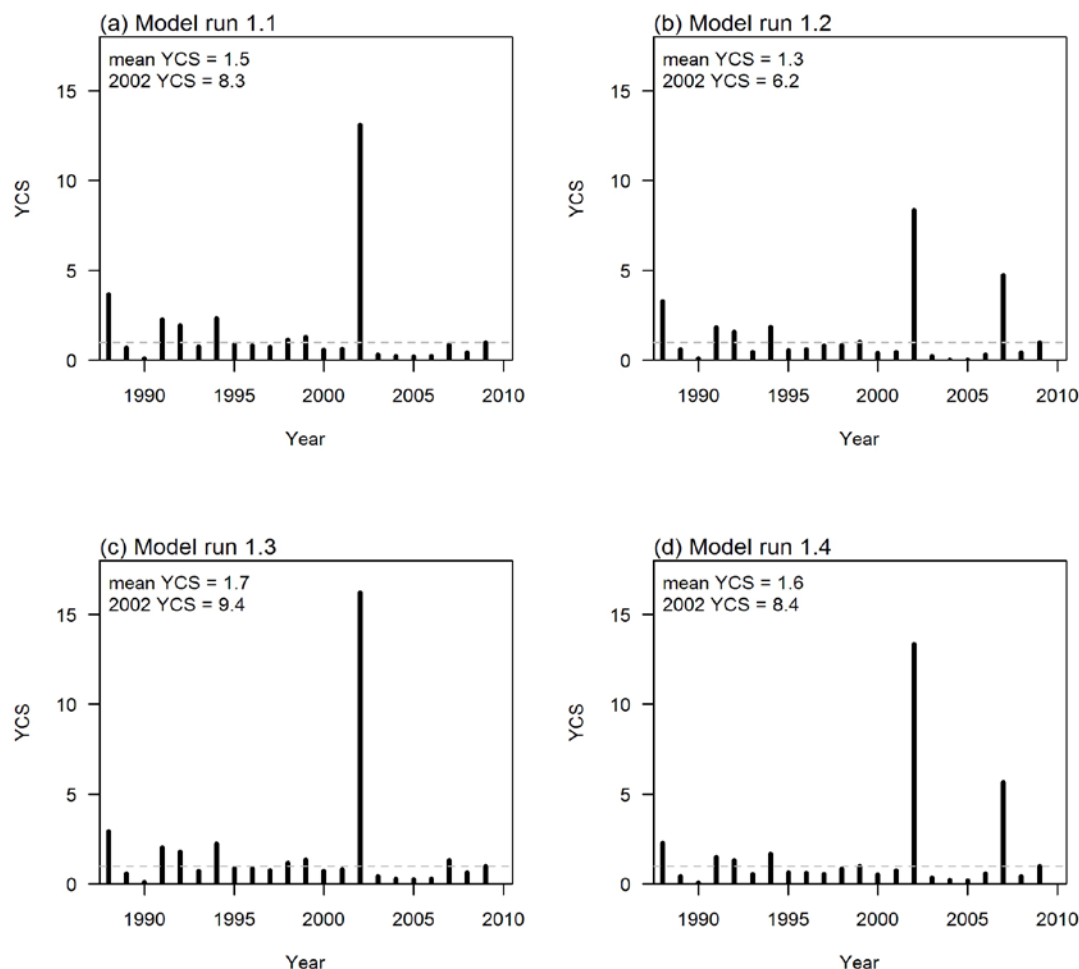 (a) Model run 1.1
mean YCS = 1.5
2002 YCS = 8.3
15
10
5
0
YCS
1990 1995 2000 2005 2010
Year
(b) Model run 1.2
mean YCS = 1.3
2002 YCS = 6.2
15
10
5
0
YCS
1990 1995 2000 2005 2010
Year
(c) Model run 1.3
mean YCS = 1.7
2002 YCS = 9.4
15
10
5
0
YCS
1990 1995 2000 2005 2010
Year
(d) Model run 1.4
mean YCS = 1.6
2002 YCS = 8.4
15
10
5
0
YCS
1990 1995 2000 2005 2010
Year